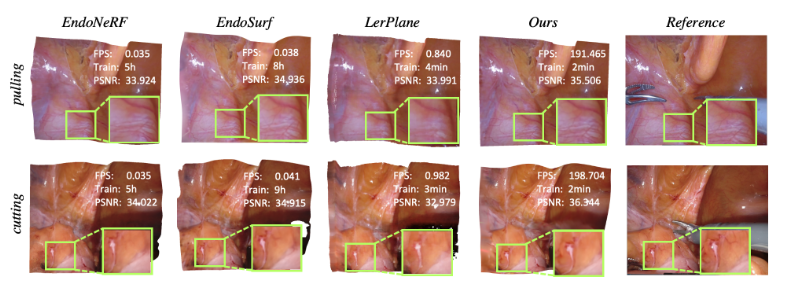 EndoNeRF EndoSurf LerPlane Ours Reference
pulling
FPS: 0.035
Train: 5h
PSNR: 33.924
FPS: 0.038
Train: 8h
PSNR: 34.936
FPS: 0.840
Train: 4min
PSNR: 33.991
FPS: 191.465
Train: 2min
PSNR: 35.506
cutting
FPS: 0.035
Train: 5h
PSNR: 34.022
FPS: 0.041
Train: 9h
PSNR: 34.915
FPS: 0.982
Train: 3min
PSNR: 32.979
FPS: 198.704
Train: 2min
PSNR: 36.344